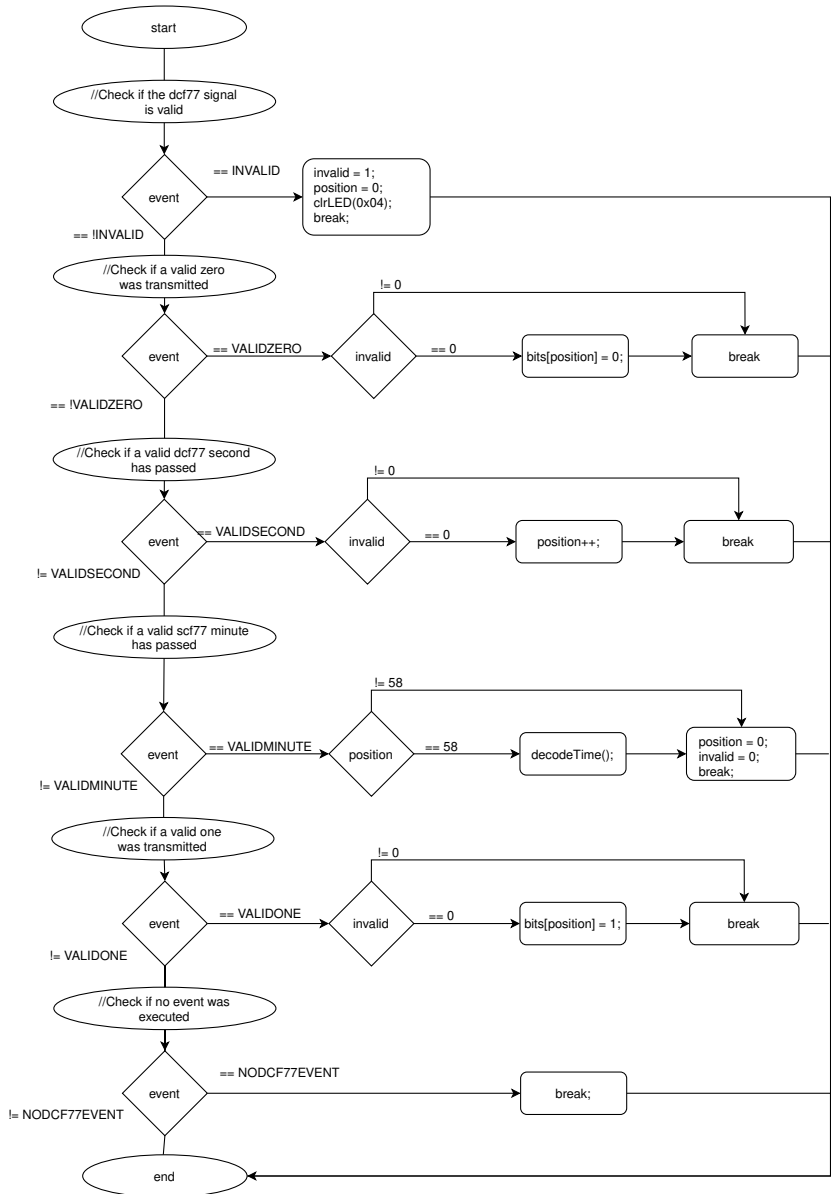 start
//Check if the dcf77 signal
is valid
event
== INVALID
invalid = 1;
position = 0;
clrLED(0x04);
break;
== !INVALID
//Check if a valid zero
was transmitted
!= 0
event
== VALIDZERO
invalid
== 0
bits[position] = 0;
break
== !VALIDZERO
//Check if a valid dcf77 second
has passed
!= 0
event
== VALIDSECOND
invalid
== 0
position++;
break
!= VALIDSECOND
//Check if a valid scf77 minute
has passed
!= 58
event
== VALIDMINUTE
position
== 58
decodeTime();
position = 0;
invalid = 0;
break;
!= VALIDMINUTE
//Check if a valid one
was transmitted
!= 0
event
== VALIDONE
invalid
== 0
bits[position] = 1;
break
!= VALIDONE
//Check if no event was
executed
event
== NODCF77EVENT
break;
!= NODCF77EVENT
end